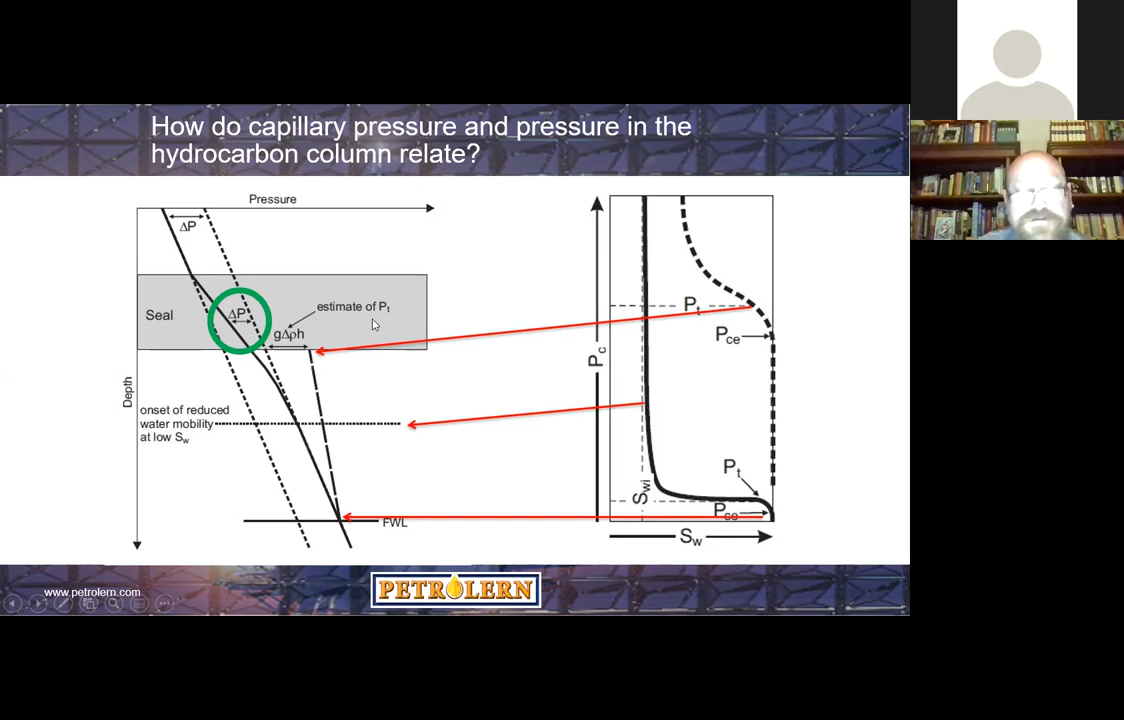 How do capillary pressure and pressure in the
hydrocarbon column relate?
Pressure
ΔP
Seal
ΔP
estimate of Pt
gΔρh
Depth
onset of reduced
water mobility
at low Sw
FWL
Pc
Pt
Pce
Pt
Swi
Pce
Sw
www.petrolern.com
PETROLERN